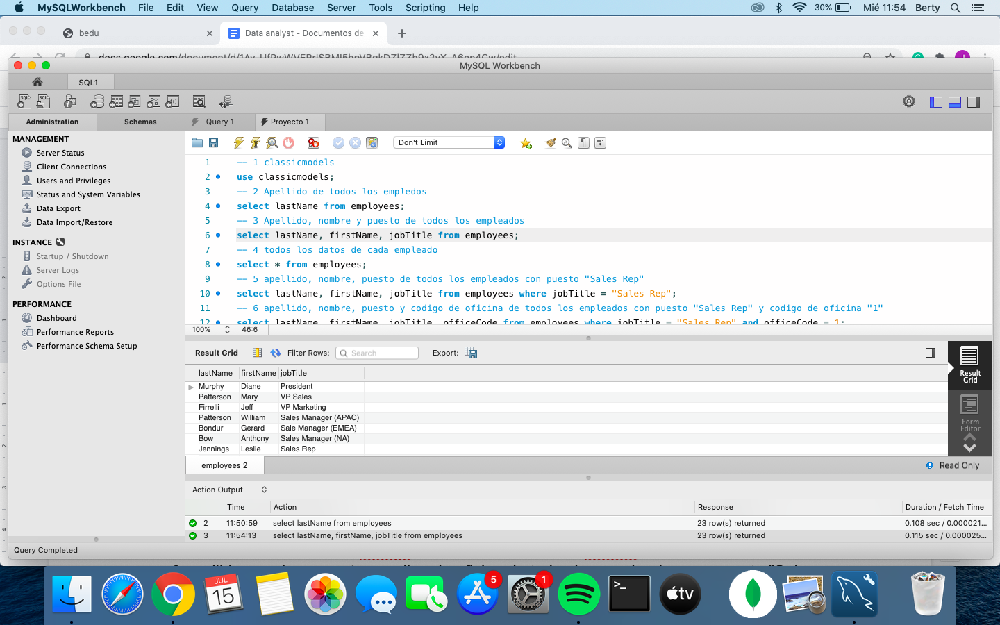 MySQLWorkbench File Edit View Query Database Server Tools Scripting Help 30% Mié 11:54 Berty
bedu Data analyst - Documentos de
MySQL Workbench
SQL1
Administration Schemas Query 1 Proyecto 1
MANAGEMENT
Server Status
Client Connections
Users and Privileges
Status and System Variables
Data Export
Data Import/Restore
INSTANCE
Startup / Shutdown
Server Logs
Options File
PERFORMANCE
Dashboard
Performance Reports
Performance Schema Setup
Don't Limit
1 -- 1 classicmodels
2 use classicmodels;
3 -- 2 Apellido de todos los empledos
4 select lastName from employees;
5 -- 3 Apellido, nombre y puesto de todos los empleados
6 select lastName, firstName, jobTitle from employees;
7 -- 4 todos los datos de cada empleado
8 select * from employees;
9 -- 5 apellido, nombre, puesto de todos los empleados con puesto "Sales Rep"
10 select lastName, firstName, jobTitle from employees where jobTitle = "Sales Rep";
11 -- 6 apellido, nombre, puesto y codigo de oficina de todos los empleados con puesto "Sales Rep" y codigo de oficina "1"
12 select lastName, firstName, jobTitle, officeCode from employees where jobTitle = "Sales Rep" and officeCode = 1;
100% 46:6
Result Grid Filter Rows: Search Export:
lastName firstName jobTitle
Murphy Diane President
Patterson Mary VP Sales
Firrelli Jeff VP Marketing
Patterson William Sales Manager (APAC)
Bondur Gerard Sale Manager (EMEA)
Bow Anthony Sales Manager (NA)
Jennings Leslie Sales Rep
Result
Grid
Form
Editor
employees 2 Read Only
Action Output
Time Action Response Duration / Fetch Time
2 11:50:59 select lastName from employees 23 row(s) returned 0.108 sec / 0.000021...
3 11:54:13 select lastName, firstName, jobTitle from employees 23 row(s) returned 0.115 sec / 0.000025...
Query Completed
JUL
15
5
1
>_
tv